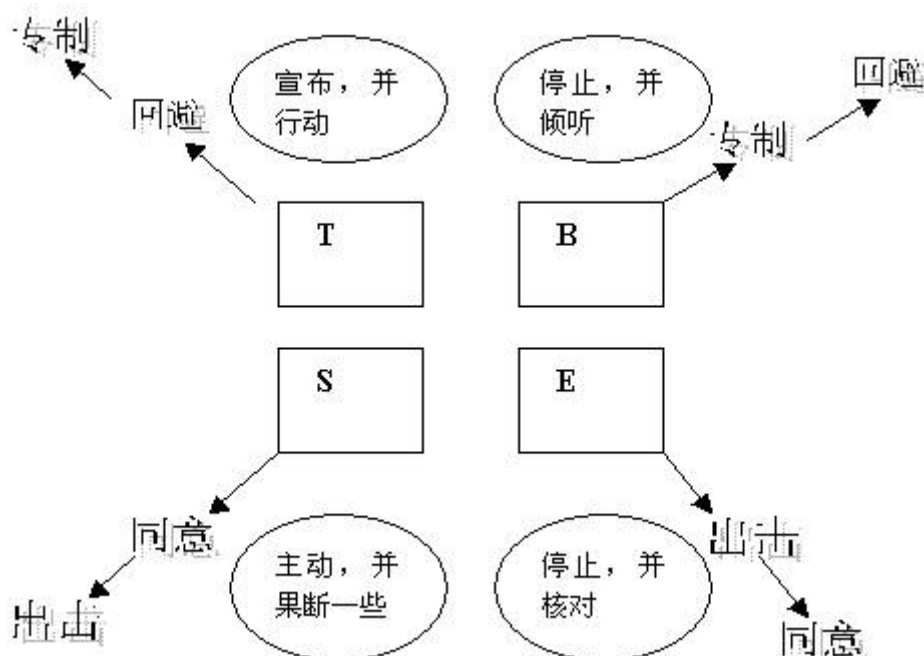 专制
宣布，并
行动
停止，并
倾听
回避
回避
专制
T
B
S
E
同意
出击
主动，并
果断一些
停止，并
核对
出击
同意